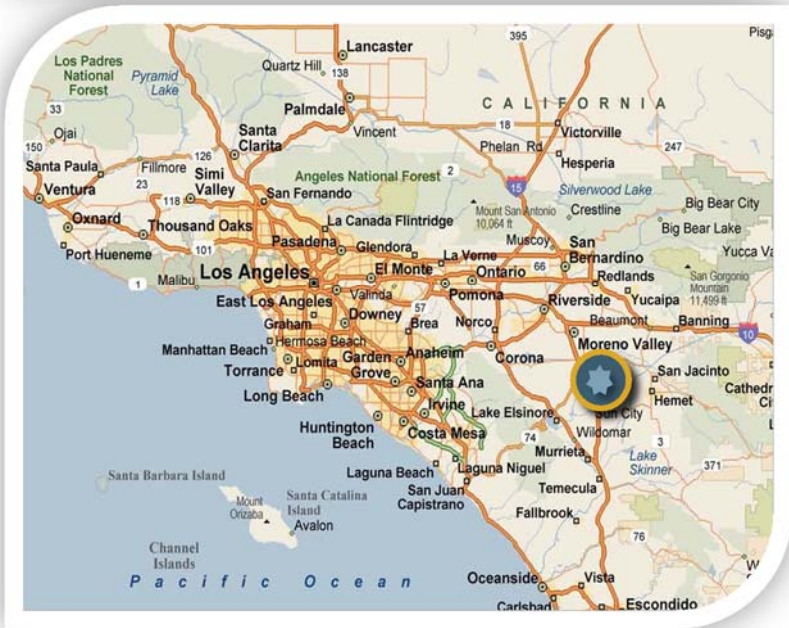 Lancaster
395
Pisg
Los Padres
National
Forest
Pyramid
Lake
Quartz Hill
138
Palmdale
CALIFORNIA
33
Ojai
Santa
Clarita
Vincent
18
Victorville
Phelan Rd
247
150
Santa Paula
Fillmore
126
Simi
Valley
Hesperia
Angeles National Forest
2
15
Silverwood Lake
Ventura
23
118
San Fernando
Mount San Antonio
10,064 ft
Crestline
Big Bear City
Oxnard
Thousand Oaks
La Canada Flintridge
Big Bear Lake
Port Hueneme
101
Pasadena
Glendora
La Verne
Muscoy
San
Bernardino
Yucca Va
1
Malibu
Los Angeles
El Monte
Ontario
66
Redlands
San Gorgonio
Mountain
11,499 ft
East Los Angeles
Valinda
Pomona
Riverside
Yucaipa
Graham
Downey
57
Brea
Norco
Beaumont
Banning
10
Manhattan Beach
Hermosa Beach
Anaheim
Moreno Valley
Torrance
Lomita
Garden
Grove
Corona
San Jacinto
Long Beach
Santa Ana
Hemet
Cathedr
Ci
Irvine
Lake Elsinore
Sun City
Huntington
Beach
Costa Mesa
74
Wildomar
3
Laguna Beach
Laguna Niguel
Murrieta
Lake
Skinner
371
San Juan
Capistrano
Temecula
Santa Barbara Island
Mount
Orizaba
Santa Catalina
Island
Avalon
Fallbrook
76
Channel
Islands
Pacific Ocean
Oceanside
Vista
Carlsbad
Escondido